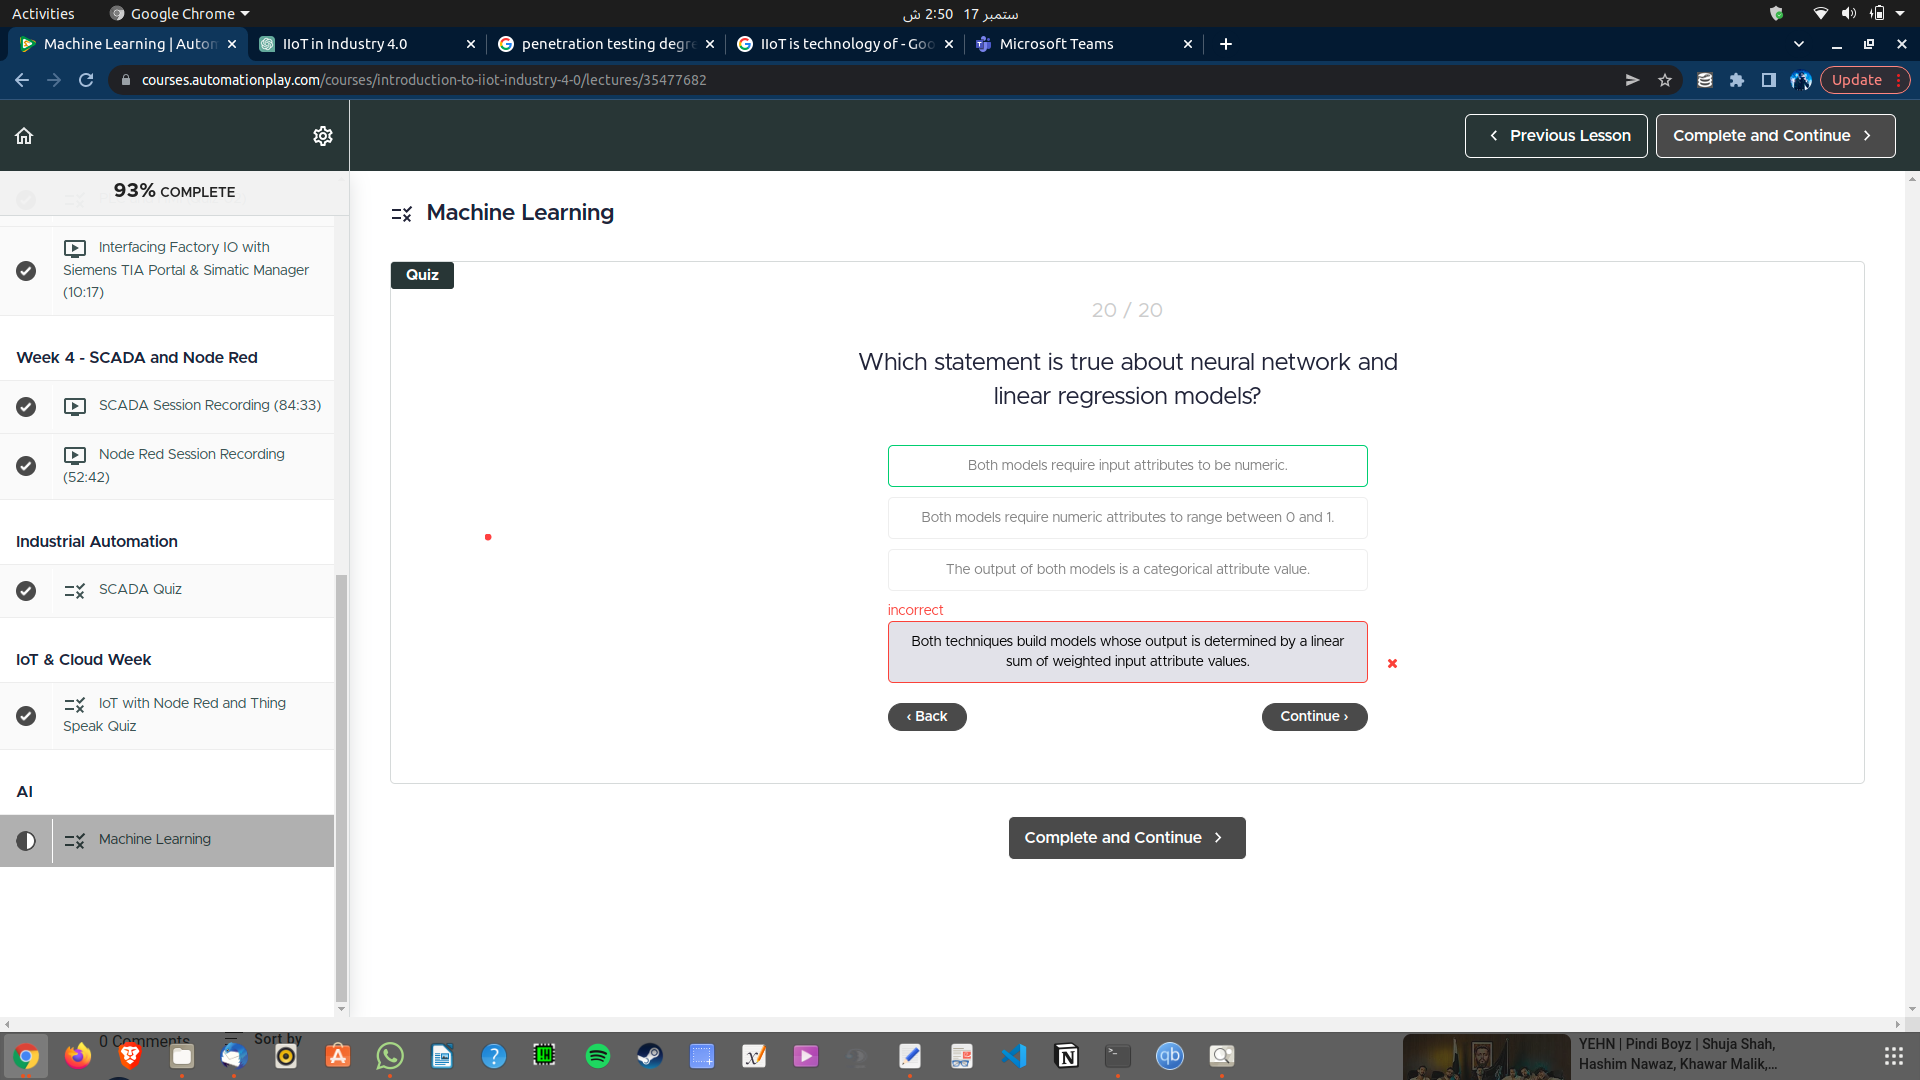 Activities
Google Chrome
ستمبر 17  2:50 ش
Machine Learning | Autom
IIoT in Industry 4.0
penetration testing degre
IIoT is technology of - Goo
Microsoft Teams
courses.automationplay.com/courses/introduction-to-iiot-industry-4-0/lectures/35477682
Update
Previous Lesson
Complete and Continue
93% COMPLETE
Interfacing Factory IO with
Siemens TIA Portal & Simatic Manager
(10:17)
Week 4 - SCADA and Node Red
SCADA Session Recording (84:33)
Node Red Session Recording
(52:42)
Industrial Automation
SCADA Quiz
IoT & Cloud Week
IoT with Node Red and Thing
Speak Quiz
AI
Machine Learning
Machine Learning
Quiz
20 / 20
Which statement is true about neural network and
linear regression models?
Both models require input attributes to be numeric.
Both models require numeric attributes to range between 0 and 1.
The output of both models is a categorical attribute value.
incorrect
Both techniques build models whose output is determined by a linear
sum of weighted input attribute values.
‹ Back
Continue ›
Complete and Continue
0 Comments
Sort by
YEHN | Pindi Boyz | Shuja Shah,
Hashim Nawaz, Khawar Malik,...